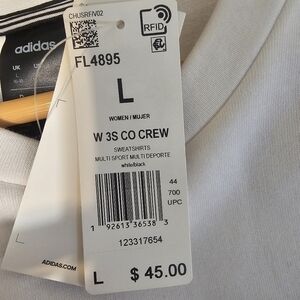 CHUSRFIV02
RFID
adidas
UK
L
FL4895
L
WOMEN / MUJER
W 3S CO CREW
SWEATSHIRTS
MULTI SPORT MULTI DEPORTE
white/black
44
700
UPC
1 92613 36538 3
123317654
L $ 45.00
ADIDAS.COM